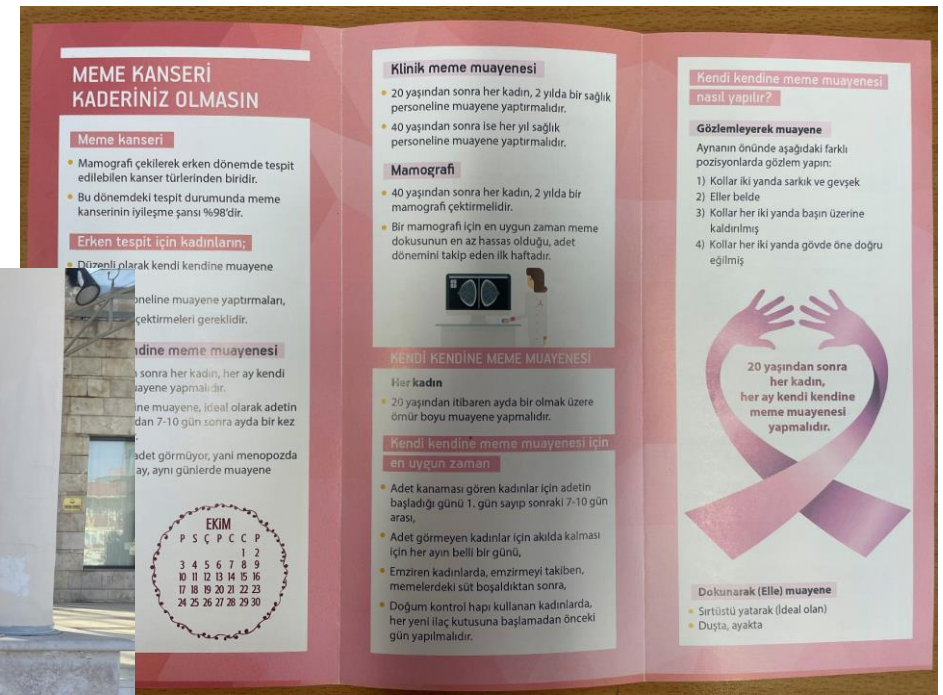 MEME KANSERİ
KADERİNİZ OLMASIN
Meme kanseri
• Mamografi çekilerek erken dönemde tespit
edilebilen kanser türlerinden biridir.
• Bu dönemdeki tespit durumunda meme
kanserinin iyileşme şansı %98'dir.
Erken tespit için kadınların;
• Düzenli olarak kendi kendine muayene
muayene yaptırmaları,
çektirmeleri gereklidir.
meme muayenesi
sonra her kadın, her ay kendi
yapmalıdır.
muayene, ideal olarak adetin
7-10 gün sonra ayda bir kez
adet görmüyor, yani menopozda
ay, aynı günlerde muayene
EKİM
P S Ç P C C P
1 2
3 4 5 6 7 8 9
10 11 12 13 14 15 16
17 18 19 20 21 22 23
24 25 26 27 28 29 30
Klinik meme muayenesi
• 20 yaşından sonra her kadın, 2 yılda bir sağlık
personeline muayene yaptırmalıdır.
• 40 yaşından sonra ise her yıl sağlık
personeline muayene yaptırmalıdır.
Mamografi
• 40 yaşından sonra her kadın, 2 yılda bir
mamografi çektirmelidir.
• Bir mamografi için en uygun zaman meme
dokusunun en az hassas olduğu, adet
dönemini takip eden ilk haftadır.
KENDİ KENDİNE MEME MUAYENESİ
Her kadın
• 20 yaşından itibaren ayda bir olmak üzere
ömür boyu muayene yapmalıdır.
Kendi kendine meme muayenesi için
en uygun zaman
• Adet kanaması gören kadınlar için adetin
başladığı günü 1. gün sayıp sonraki 7-10 gün
arası,
• Adet görmeyen kadınlar için akılda kalması
için her ayın belli bir günü,
• Emziren kadınlarda, emzirmeyi takiben,
memelerdeki süt boşaldıktan sonra,
• Doğum kontrol hapı kullanan kadınlarda,
her yeni ilaç kutusuna başlamadan önceki
gün yapılmalıdır.
Kendi kendine meme muayenesi
nasıl yapılır?
Gözlemleyerek muayene
Aynanın önünde aşağıdaki farklı
pozisyonlarda gözlem yapın:
1) Kollar iki yanda sarkık ve gevşek
2) Eller belde
3) Kollar her iki yanda başın üzerine
kaldırılmış
4) Kollar her iki yanda gövde öne doğru
eğilmiş
20 yaşından sonra
her kadın,
her ay kendi kendine
meme muayenesi
yapmalıdır.
Dokunarak (Elle) muayene
• Sırtüstü yatarak (İdeal olan)
• Duşta, ayakta